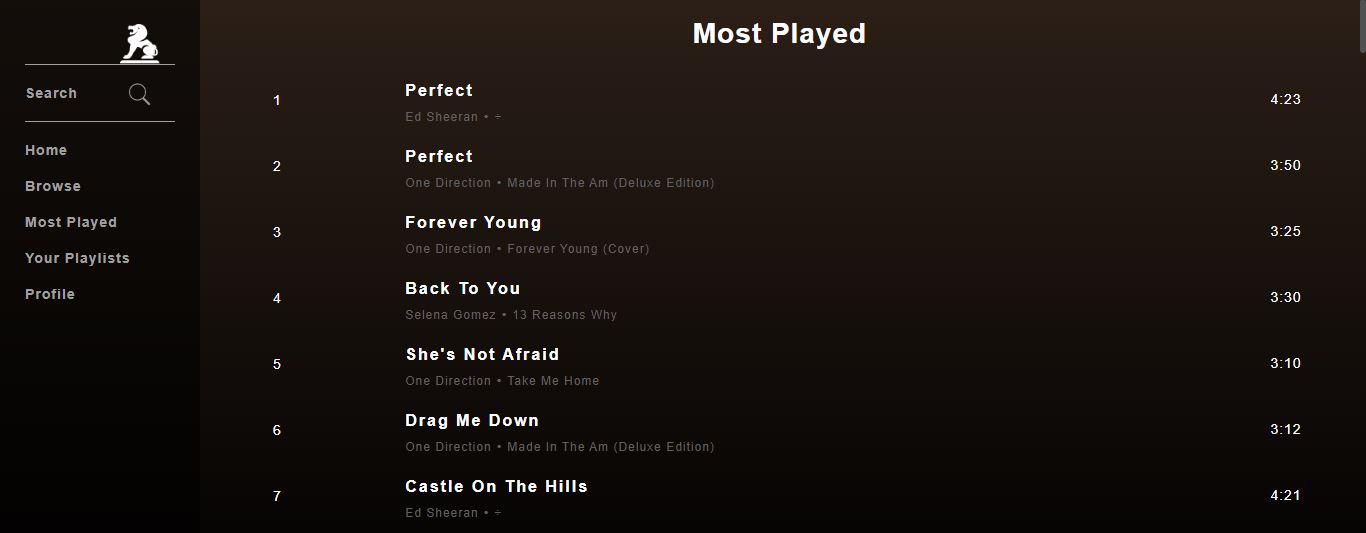 Search
Home
Browse
Most Played
Your Playlists
Profile
Most Played
1
Perfect
4:23
Ed Sheeran • ÷
2
Perfect
3:50
One Direction • Made In The Am (Deluxe Edition)
3
Forever Young
3:25
One Direction • Forever Young (Cover)
4
Back To You
3:30
Selena Gomez • 13 Reasons Why
5
She's Not Afraid
3:10
One Direction • Take Me Home
6
Drag Me Down
3:12
One Direction • Made In The Am (Deluxe Edition)
7
Castle On The Hills
4:21
Ed Sheeran • ÷